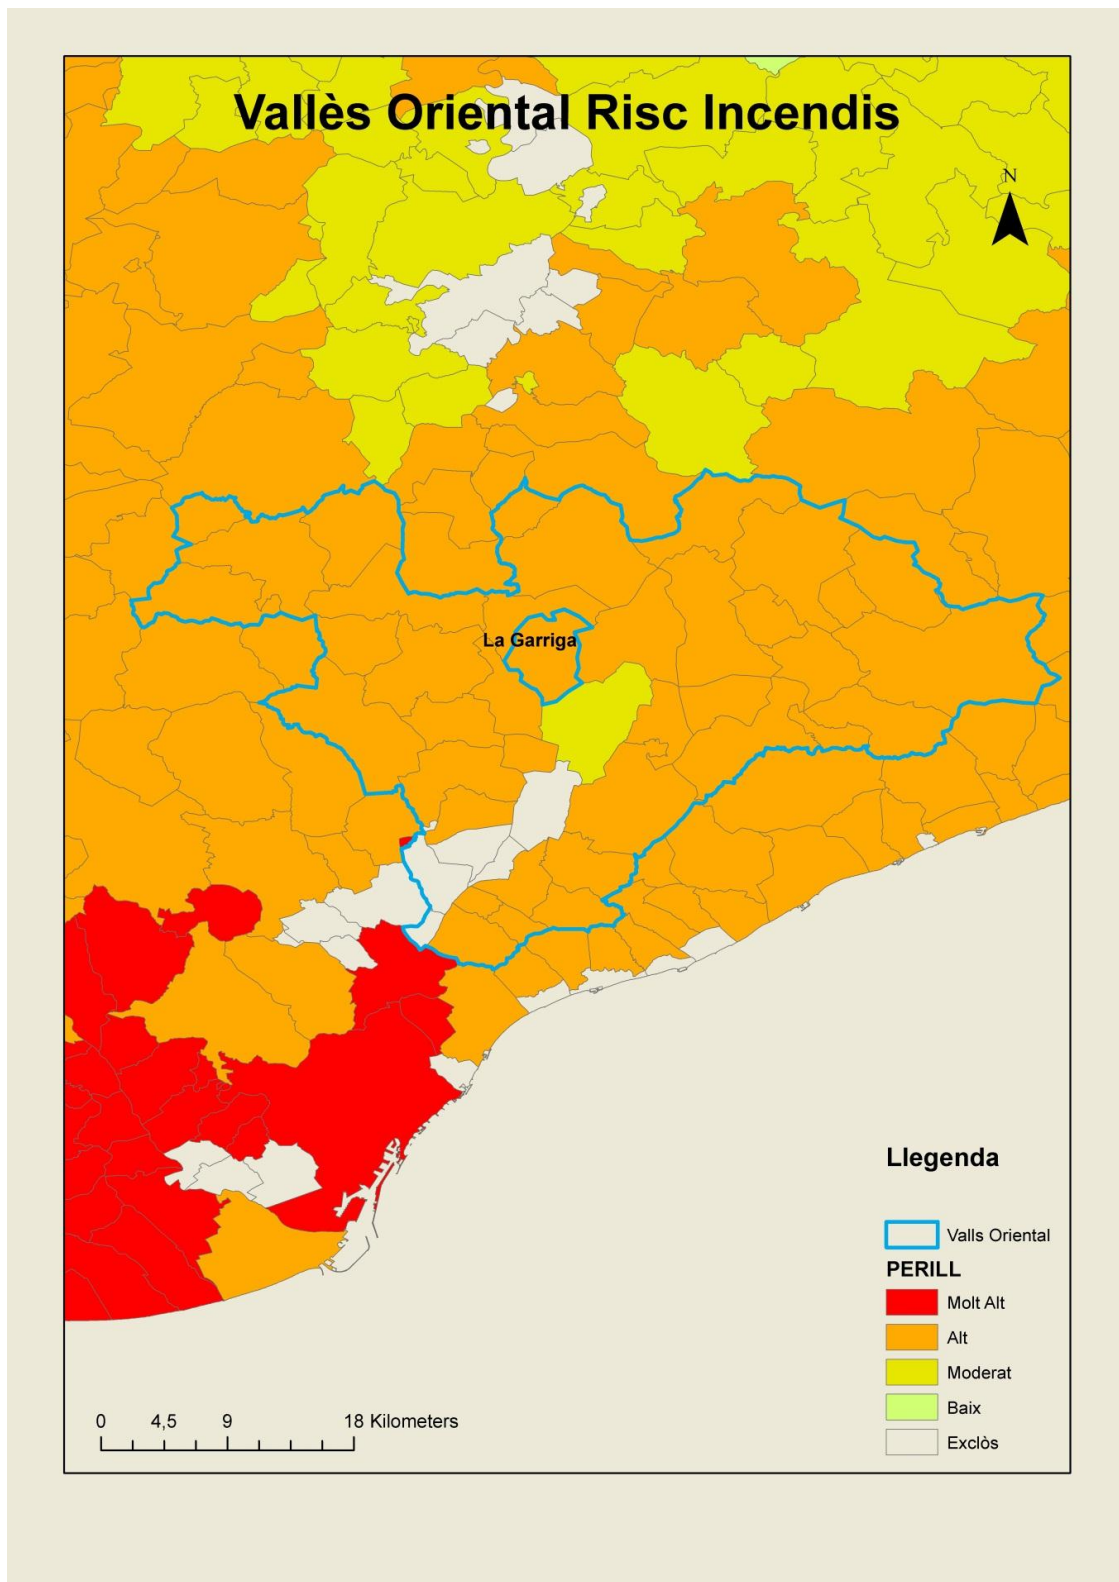 Vallès Oriental Risc Incendis
N
La Garriga
Llegenda
Valls Oriental
PERILL
Molt Alt
Alt
Moderat
Baix
Exclòs
0 4,5 9 18 Kilometers